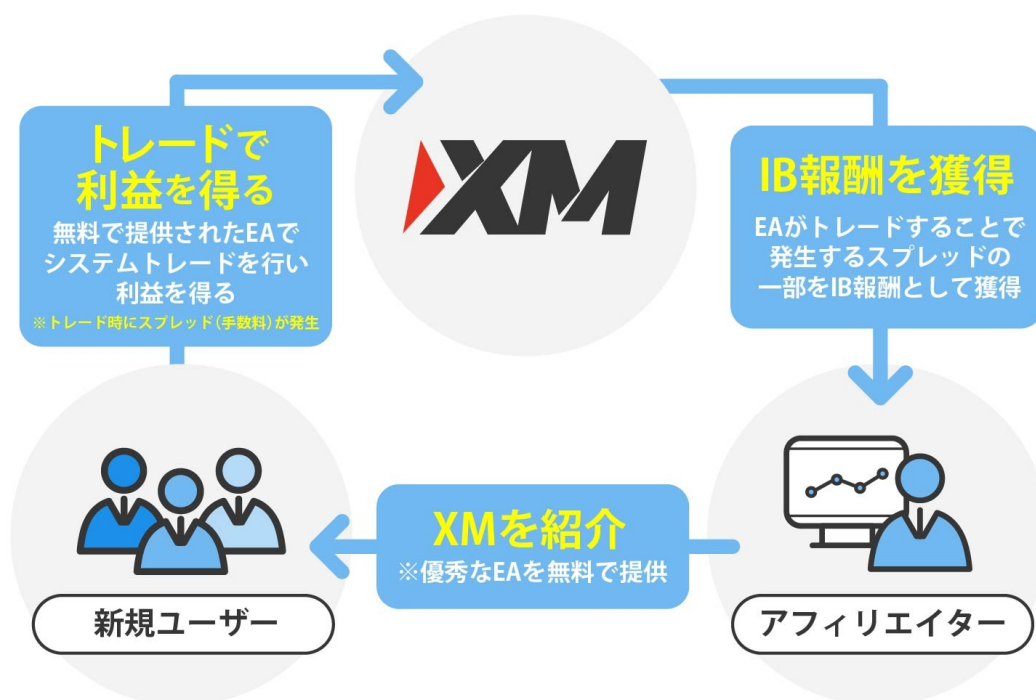 トレードで
利益を得る
無料で提供されたEAで
システムトレードを行い
利益を得る
※トレード時にスプレッド(手数料)が発生
XM
IB報酬を獲得
EAがトレードすることで
発生するスプレッドの
一部をIB報酬として獲得
XMを紹介
※優秀なEAを無料で提供
新規ユーザー
アフィリエイター